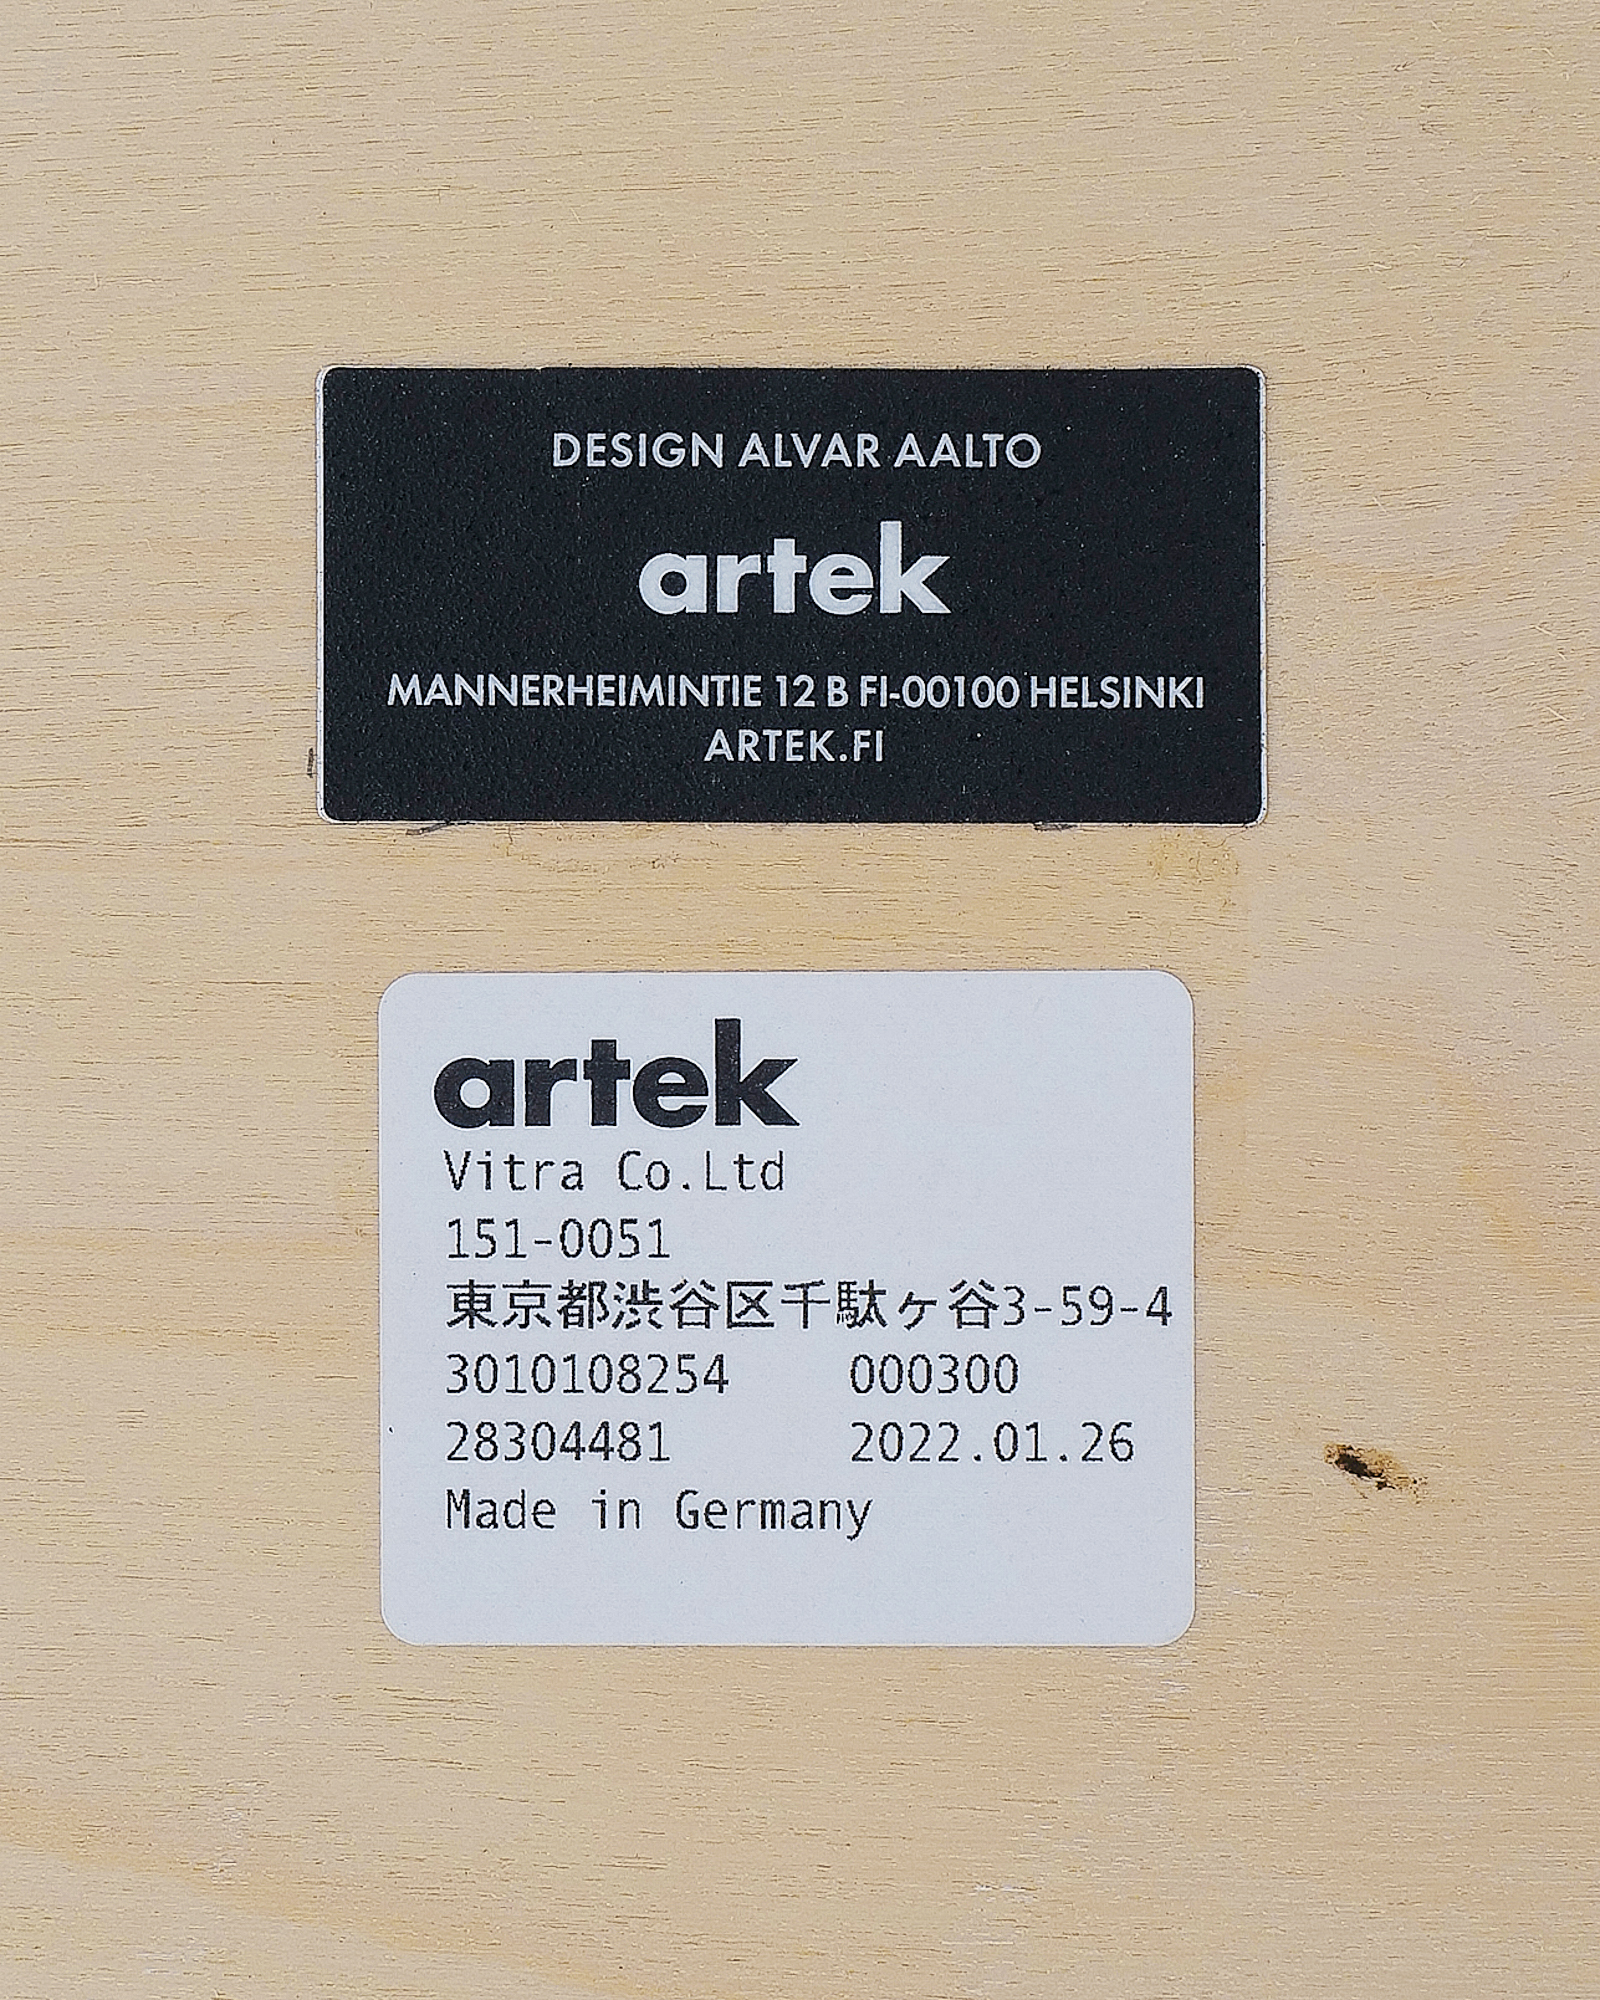 DESIGN ALVAR AALTO
artek
MANNERHEIMINTIE 12 B FI-00100 HELSINKI
ARTEK.FI
artek
Vitra Co.Ltd
151-0051
東京都渋谷区千駄ヶ谷3-59-4
3010108254 000300
28304481 2022.01.26
Made in Germany